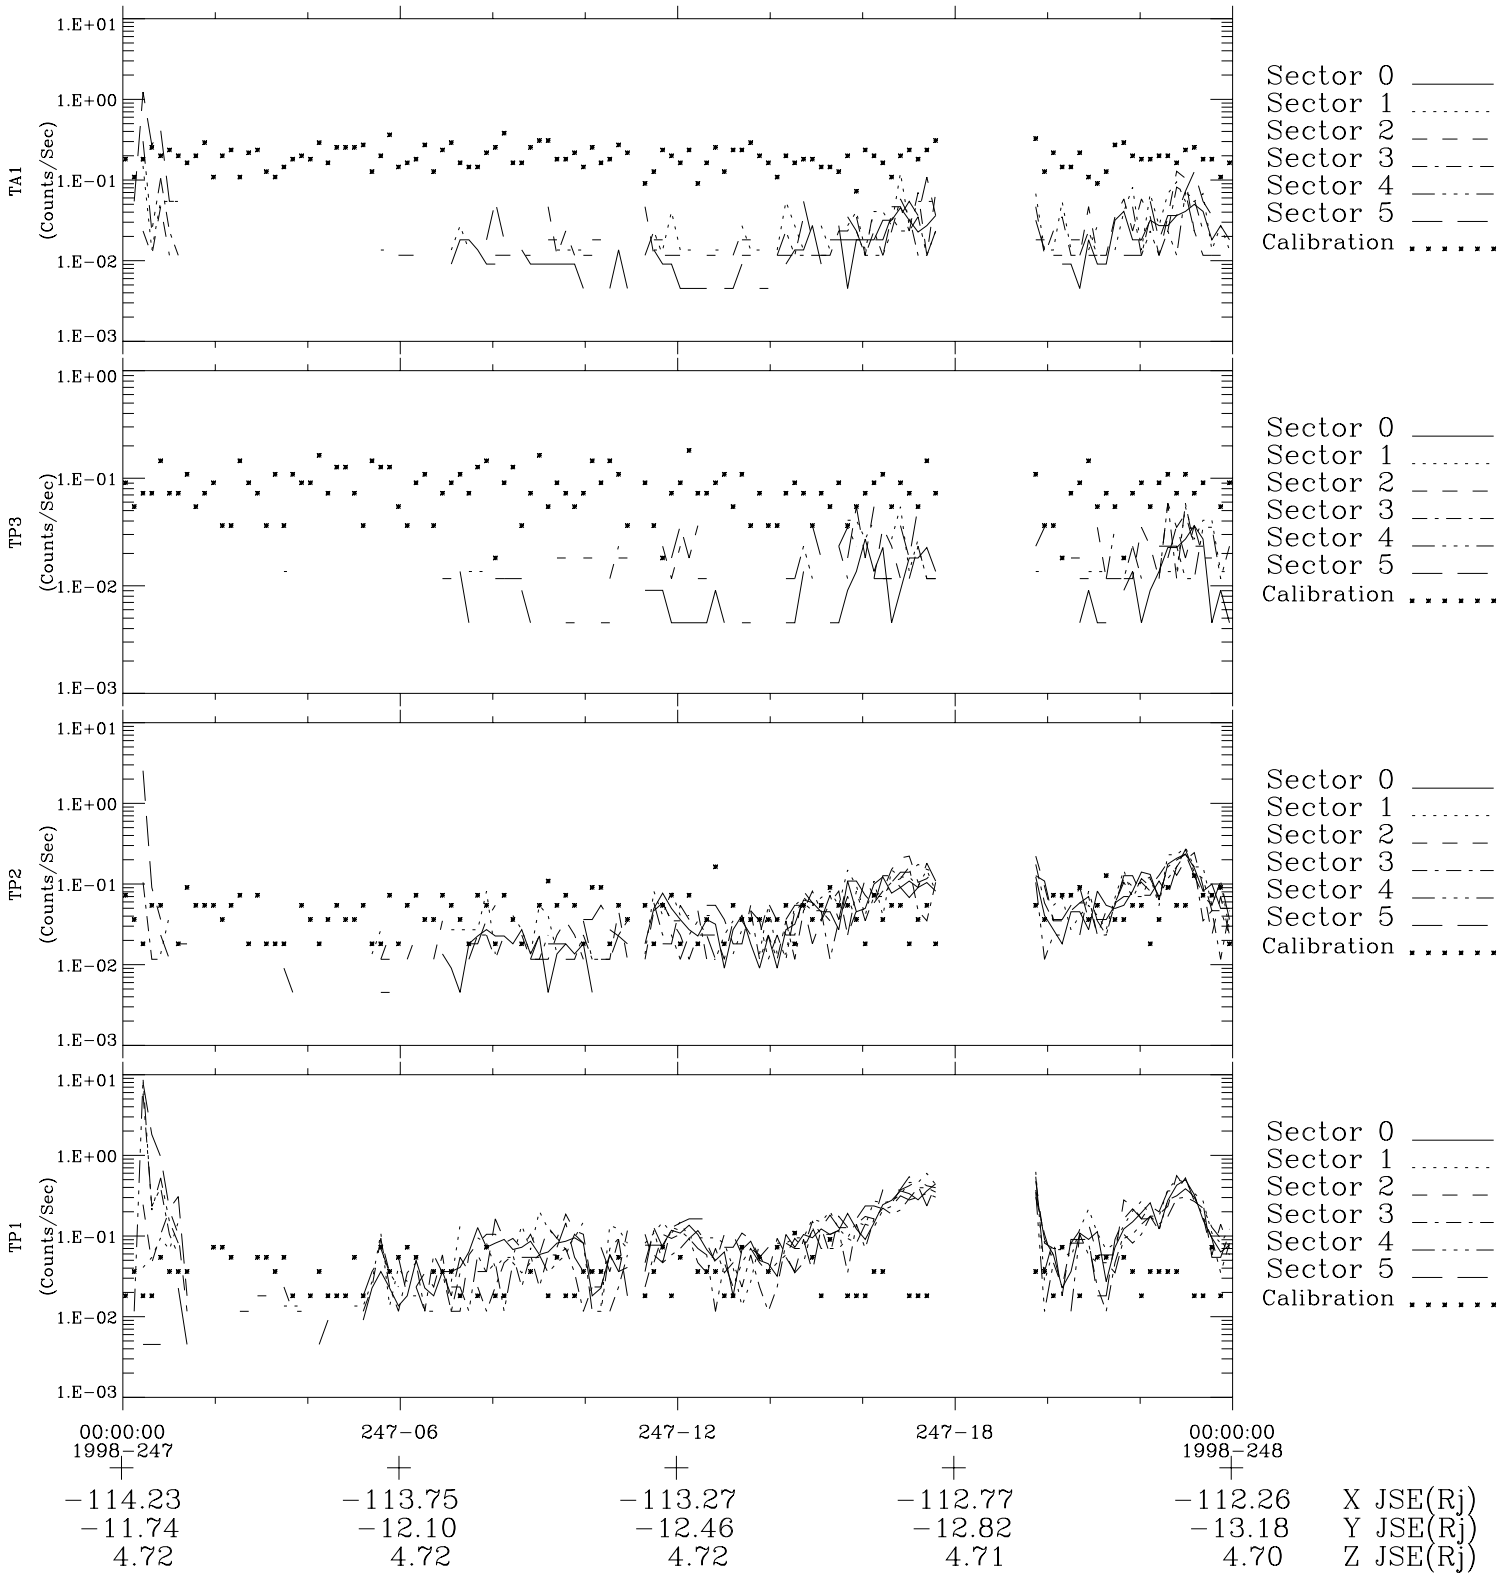 1.E+01
1.E+00
1.E-01
1.E-02
1.E-03
TA1
(Counts/Sec)
Sector 0
Sector 1
Sector 2
Sector 3
Sector 4
Sector 5
Calibration
1.E+00
1.E-01
1.E-02
1.E-03
TP3
(Counts/Sec)
Sector 0
Sector 1
Sector 2
Sector 3
Sector 4
Sector 5
Calibration
1.E+01
1.E+00
1.E-01
1.E-02
1.E-03
TP2
(Counts/Sec)
Sector 0
Sector 1
Sector 2
Sector 3
Sector 4
Sector 5
Calibration
1.E+01
1.E+00
1.E-01
1.E-02
1.E-03
TP1
(Counts/Sec)
Sector 0
Sector 1
Sector 2
Sector 3
Sector 4
Sector 5
Calibration
00:00:00 247-06 247-12 247-18 00:00:00
1998-247 1998-248
-114.23 -113.75 -113.27 -112.77 -112.26 X JSE(Rj)
-11.74 -12.10 -12.46 -12.82 -13.18 Y JSE(Rj)
4.72 4.72 4.72 4.71 4.70 Z JSE(Rj)